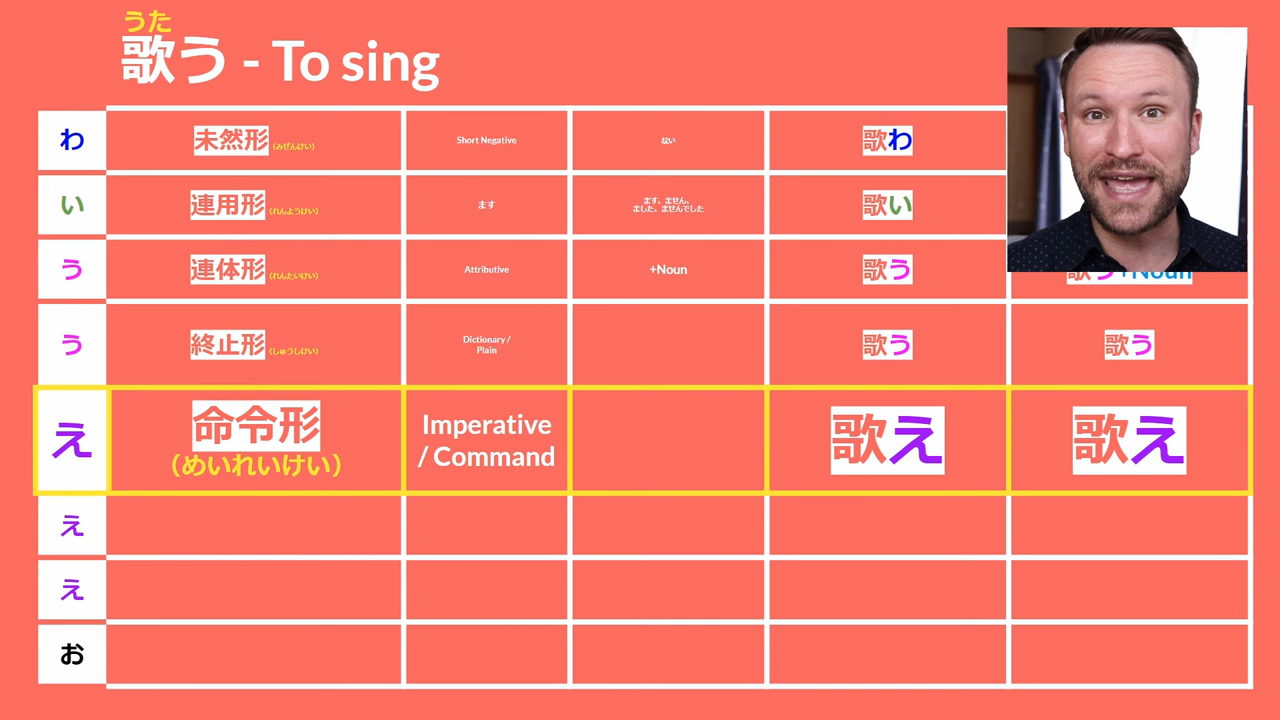 うた
歌う - To sing
わ 未然形 (みぜんけい) Short Negative ない 歌わ
い 連用形 (れんようけい) ます ます、ません、
ました、ませんでした 歌い
う 連体形 (れんたいけい) Attributive +Noun 歌う 歌う+Noun
う 終止形 (しゅうしけい) Dictionary /
Plain 歌う 歌う
え 命令形
(めいれいけい) Imperative
/ Command 歌え 歌え
え
え
お